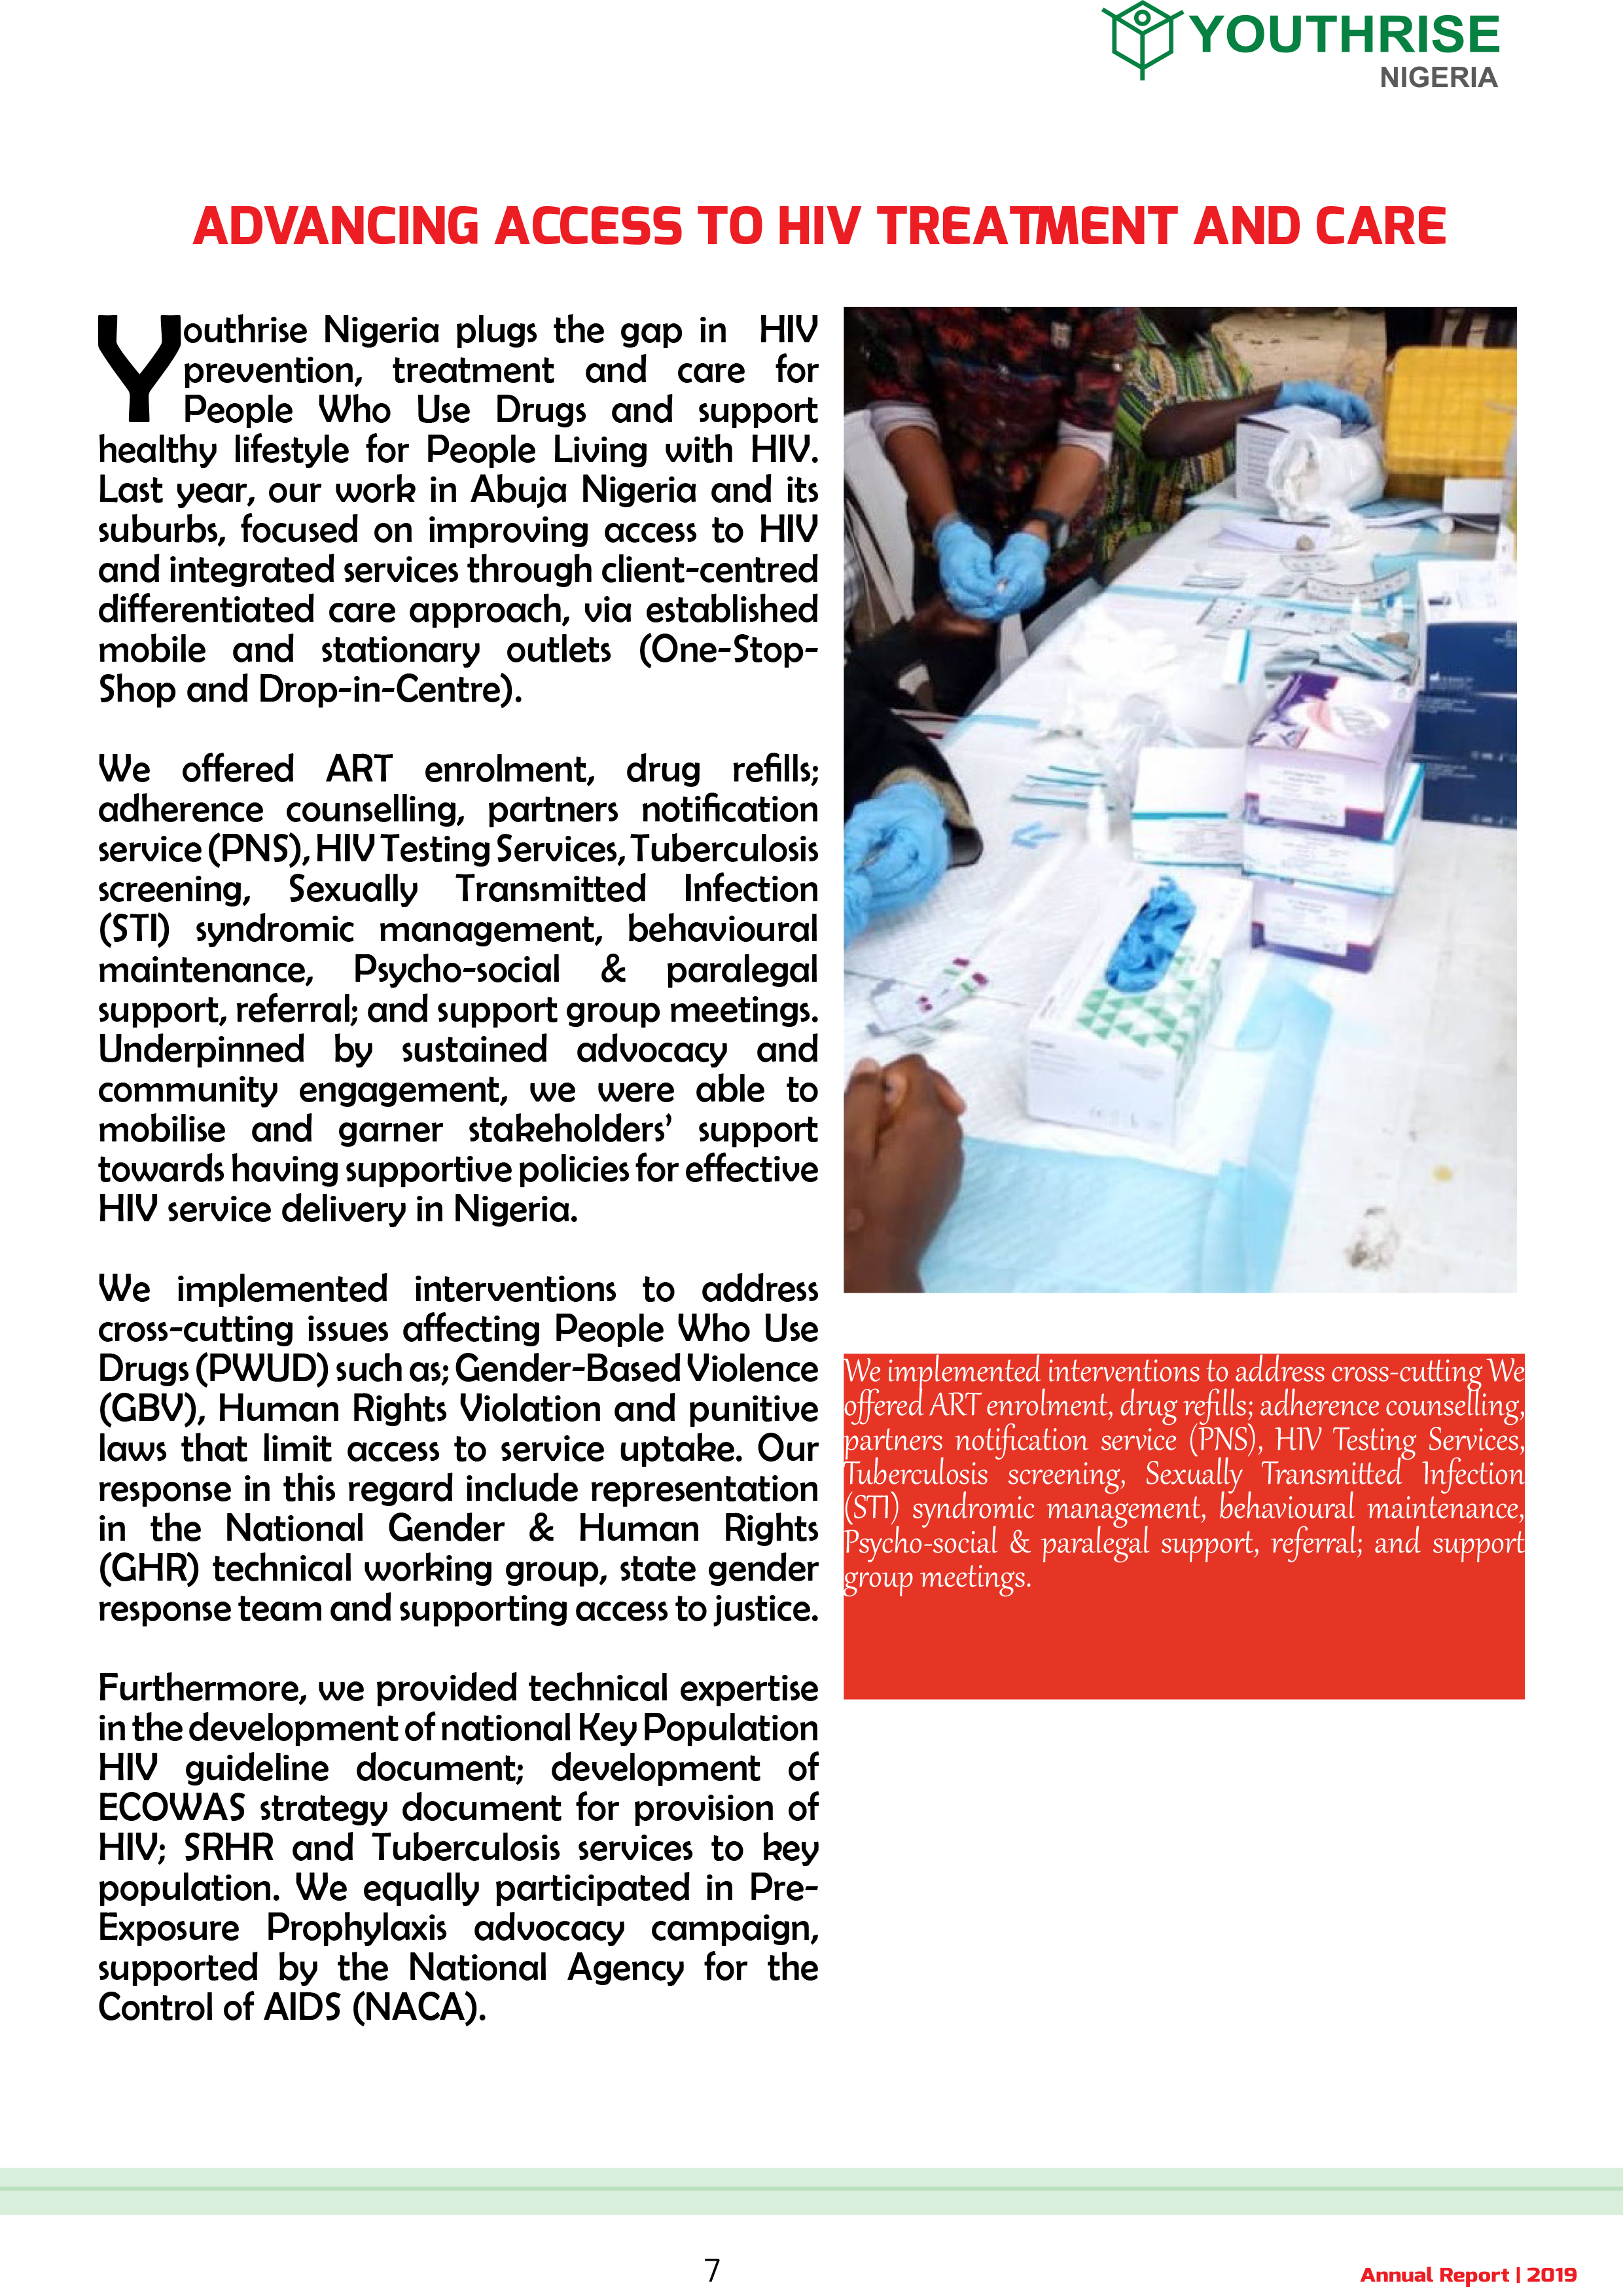 YOUTHRISE
NIGERIA
ADVANCING ACCESS TO HIV TREATMENT AND CARE
Youthrise Nigeria plugs the gap in HIV
prevention, treatment and care for
People Who Use Drugs and support
healthy lifestyle for People Living with HIV.
Last year, our work in Abuja Nigeria and its
suburbs, focused on improving access to HIV
and integrated services through client-centred
differentiated care approach, via established
mobile and stationary outlets (One-Stop-
Shop and Drop-in-Centre).
We offered ART enrolment, drug refills;
adherence counselling, partners notification
service (PNS), HIV Testing Services, Tuberculosis
screening, Sexually Transmitted Infection
(STI) syndromic management, behavioural
maintenance, Psycho-social & paralegal
support, referral; and support group meetings.
Underpinned by sustained advocacy and
community engagement, we were able to
mobilise and garner stakeholders’ support
towards having supportive policies for effective
HIV service delivery in Nigeria.
We implemented interventions to address
cross-cutting issues affecting People Who Use
Drugs (PWUD) such as; Gender-Based Violence
(GBV), Human Rights Violation and punitive
laws that limit access to service uptake. Our
response in this regard include representation
in the National Gender & Human Rights
(GHR) technical working group, state gender
response team and supporting access to justice.
Furthermore, we provided technical expertise
in the development of national Key Population
HIV guideline document; development of
ECOWAS strategy document for provision of
HIV; SRHR and Tuberculosis services to key
population. We equally participated in Pre-
Exposure Prophylaxis advocacy campaign,
supported by the National Agency for the
Control of AIDS (NACA).
We implemented interventions to address cross-cutting We
offered ART enrolment, drug refills; adherence counselling,
partners notification service (PNS), HIV Testing Services,
Tuberculosis screening, Sexually Transmitted Infection
(STI) syndromic management, behavioural maintenance,
Psycho-social & paralegal support, referral; and support
group meetings.
7
Annual Report | 2019